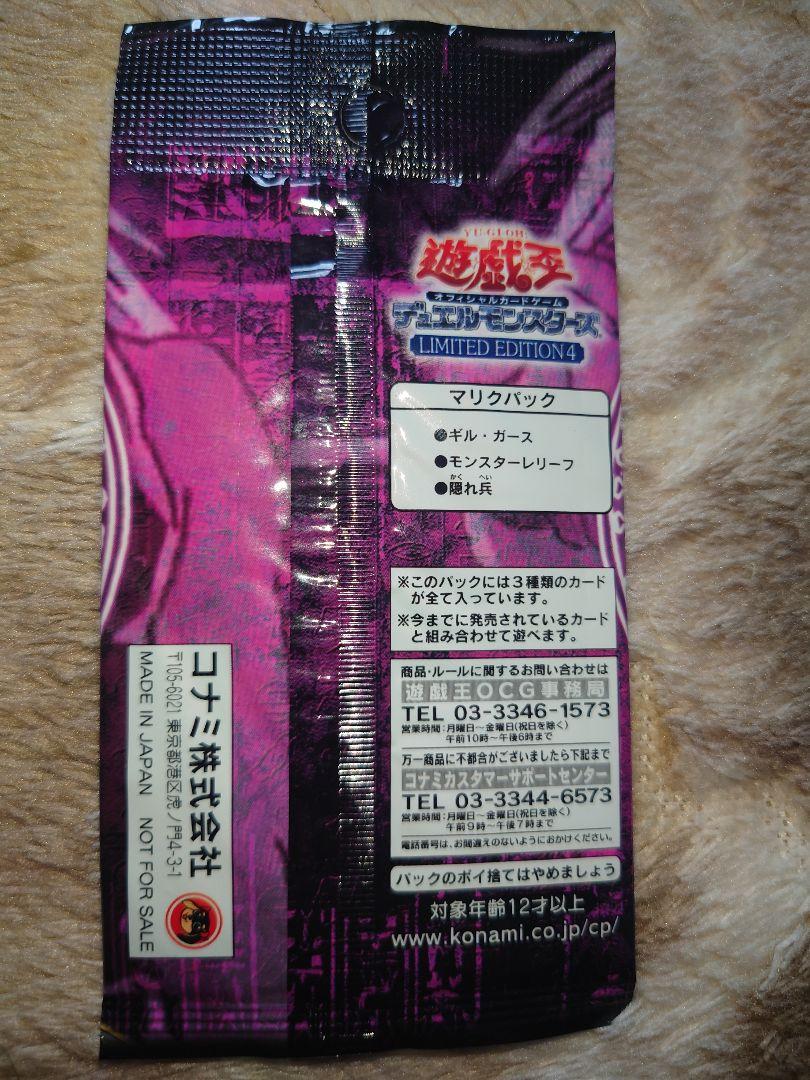 YU-GI-OH!
遊戯王
オフィシャルカードゲーム
デュエルモンスターズ
LIMITED EDITION 4
マリクパック
●ギル・ガース
●モンスターレリーフ
かく へい
●隠れ兵
※このパックには3種類のカード
が全て入っています。
※今までに発売されているカード
と組み合わせて遊べます。
商品・ルールに関するお問い合わせは
遊戯王OCG事務局
TEL 03-3346-1573
営業時間:月曜日～金曜日(祝日を除く)
午前10時～午後6時まで
万一商品に不都合がございましたら下記まで
コナミカスタマーサポートセンター
TEL 03-3344-6573
営業時間:月曜日～金曜日(祝日を除く)
午前9時～午後7時まで
電話番号は、お間違えのないようにおかけください。
パックのポイ捨てはやめましょう
対象年齢12才以上
www.konami.co.jp/cp/
コナミ株式会社
〒105-6021 東京都港区虎ノ門4-3-1
MADE IN JAPAN NOT FOR SALE